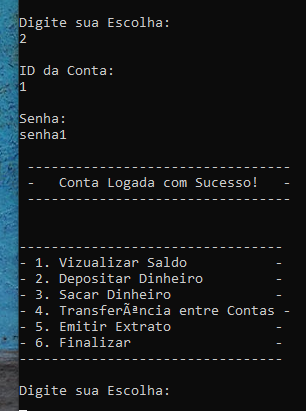 Digite sua Escolha:
2
ID da Conta:
1
Senha:
senha1
--------------------------------
-   Conta Logada com Sucesso!   -
--------------------------------
--------------------------------
- 1. Vizualizar Saldo           -
- 2. Depositar Dinheiro         -
- 3. Sacar Dinheiro             -
- 4. TransferÃªncia entre Contas -
- 5. Emitir Extrato             -
- 6. Finalizar                  -
--------------------------------
Digite sua Escolha: